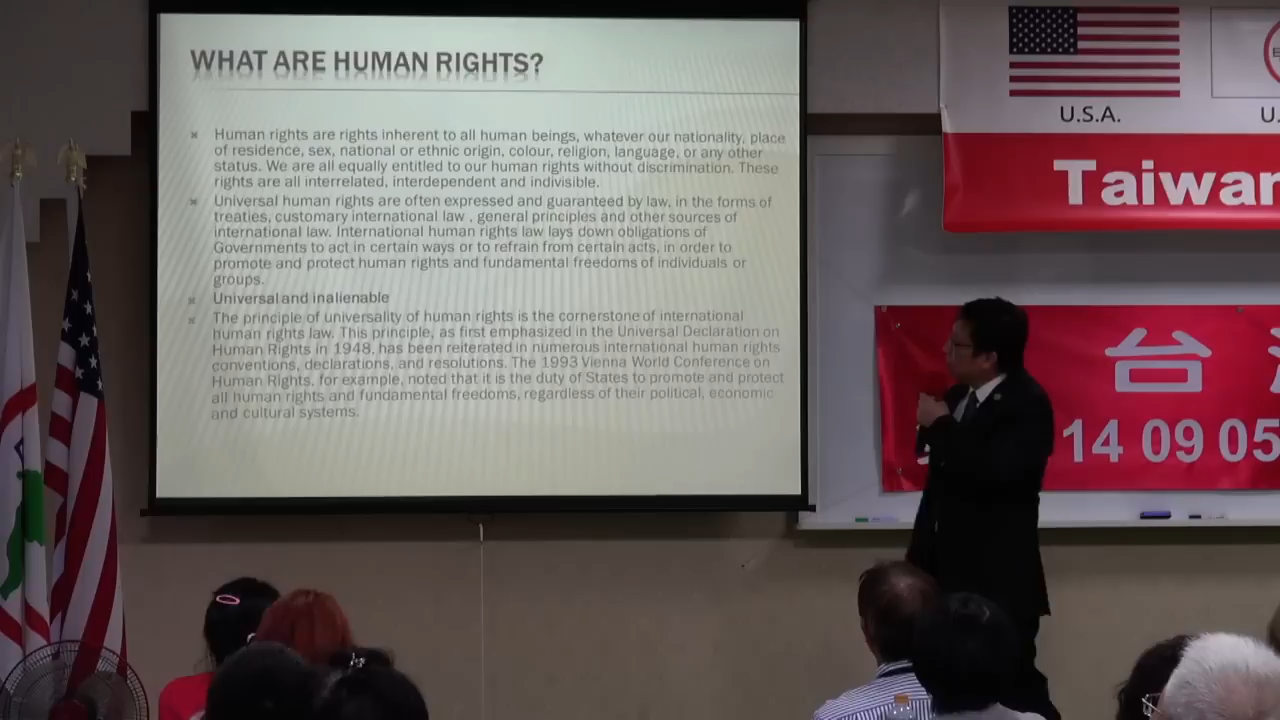 WHAT ARE HUMAN RIGHTS?
Human rights are rights inherent to all human beings, whatever our nationality, place
of residence, sex, national or ethnic origin, colour, religion, language, or any other
status. We are all equally entitled to our human rights without discrimination. These
rights are all interrelated, interdependent and indivisible.
Universal human rights are often expressed and guaranteed by law, in the forms of
treaties, customary international law , general principles and other sources of
international law. International human rights law lays down obligations of
Governments to act in certain ways or to refrain from certain acts, in order to
promote and protect human rights and fundamental freedoms of individuals or
groups.
Universal and inalienable
The principle of universality of human rights is the cornerstone of international
human rights law. This principle, as first emphasized in the Universal Declaration on
Human Rights in 1948, has been reiterated in numerous international human rights
conventions, declarations, and resolutions. The 1993 Vienna World Conference on
Human Rights, for example, noted that it is the duty of States to promote and protect
all human rights and fundamental freedoms, regardless of their political, economic
and cultural systems.
U.S.A.
U.
Taiwan
台
14 09 05